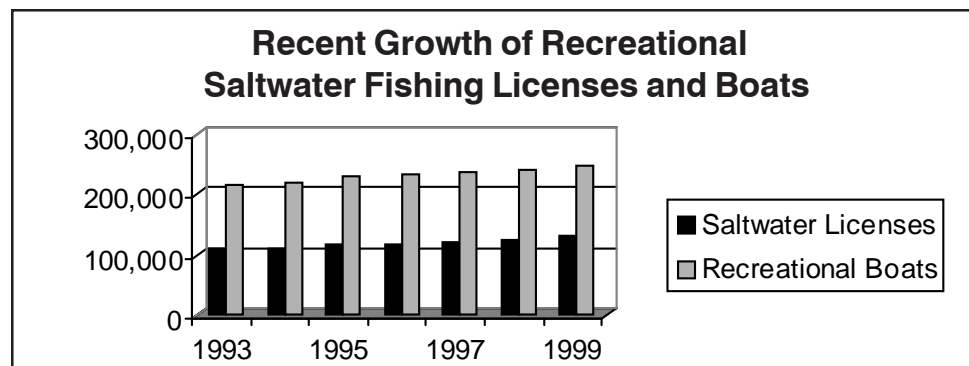 Recent Growth of Recreational
Saltwater Fishing Licenses and Boats
300,000
200,000
100,000
0
1993 1995 1997 1999
Saltwater Licenses
Recreational Boats